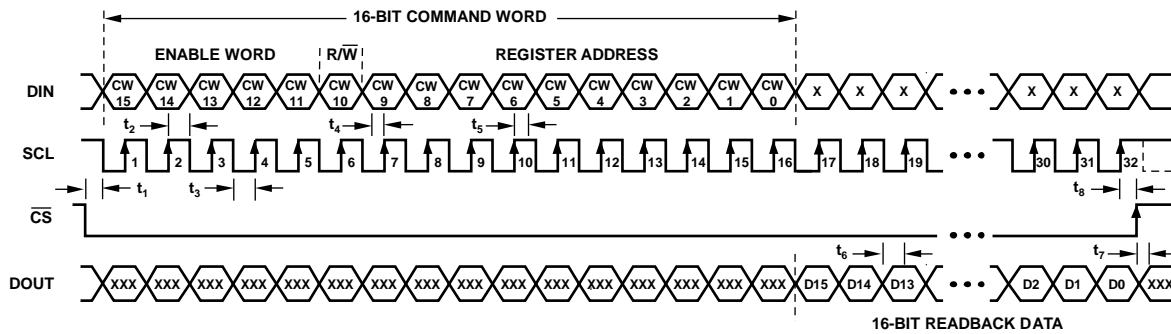 16-BIT COMMAND WORD
ENABLE WORD R/W REGISTER ADDRESS
DIN CW 15 CW 14 CW 13 CW 12 CW 11 CW 10 CW 9 CW 8 CW 7 CW 6 CW 5 CW 4 CW 3 CW 2 CW 1 CW 0 X X X X X X
t2 t4 t5
SCL 1 2 3 4 5 6 7 8 9 10 11 12 13 14 15 16 17 18 19 30 31 32
t1 t3 t8
CS
t6 t7
DOUT XXX XXX XXX XXX XXX XXX XXX XXX XXX XXX XXX XXX XXX XXX XXX XXX D15 D14 D13 D2 D1 D0 XXX
16-BIT READBACK DATA